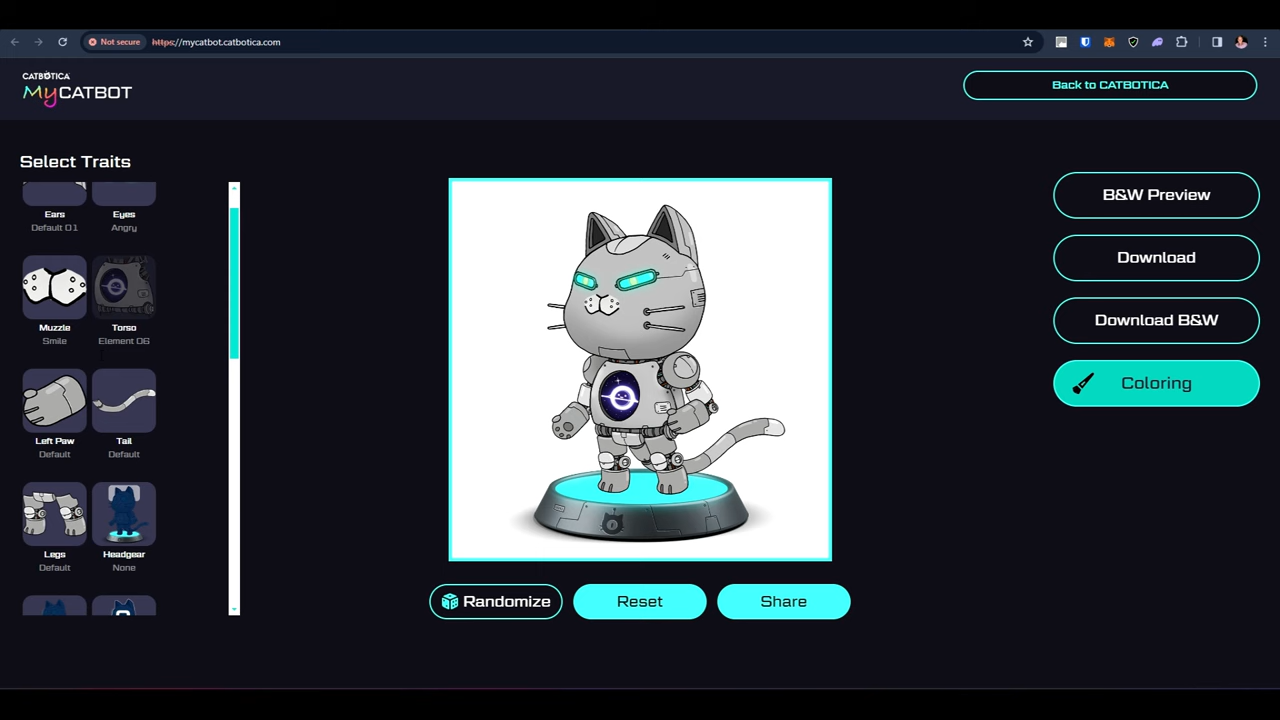 Not secure
https://mycatbot.catbotica.com
CATBOTICA
MyCATBOT
Back to CATBOTICA
Select Traits
Ears
Default 01
Eyes
Angry
Muzzle
Smile
Torso
Element 06
Left Paw
Default
Tail
Default
Legs
Default
Headgear
None
Randomize
Reset
Share
B&W Preview
Download
Download B&W
Coloring